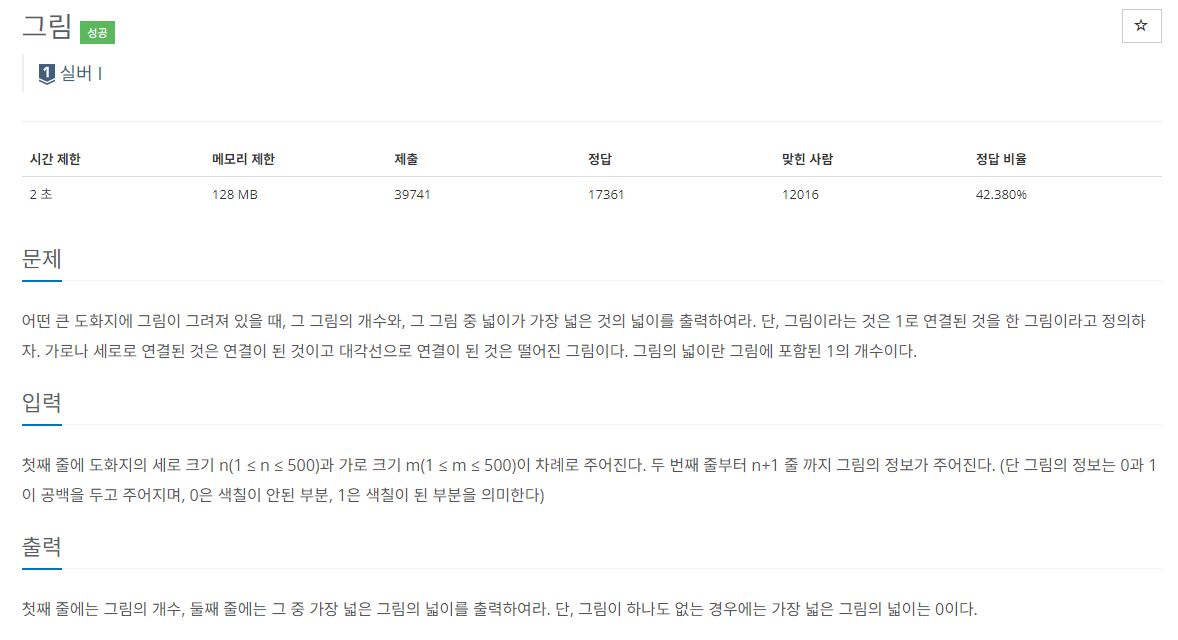 그림 성공
1 실버 I
시간 제한 메모리 제한 제출 정답 맞힌 사람 정답 비율
2 초 128 MB 39741 17361 12016 42.380%
문제
어떤 큰 도화지에 그림이 그려져 있을 때, 그 그림의 개수와, 그 그림 중 넓이가 가장 넓은 것의 넓이를 출력하여라. 단, 그림이라는 것은 1로 연결된 것을 한 그림이라고 정의하
자. 가로나 세로로 연결된 것은 연결이 된 것이고 대각선으로 연결이 된 것은 떨어진 그림이다. 그림의 넓이란 그림에 포함된 1의 개수이다.
입력
첫째 줄에 도화지의 세로 크기 n(1 ≤ n ≤ 500)과 가로 크기 m(1 ≤ m ≤ 500)이 차례로 주어진다. 두 번째 줄부터 n+1 줄 까지 그림의 정보가 주어진다. (단 그림의 정보는 0과 1
이 공백을 두고 주어지며, 0은 색칠이 안된 부분, 1은 색칠이 된 부분을 의미한다)
출력
첫째 줄에는 그림의 개수, 둘째 줄에는 그 중 가장 넓은 그림의 넓이를 출력하여라. 단, 그림이 하나도 없는 경우에는 가장 넓은 그림의 넓이는 0이다.